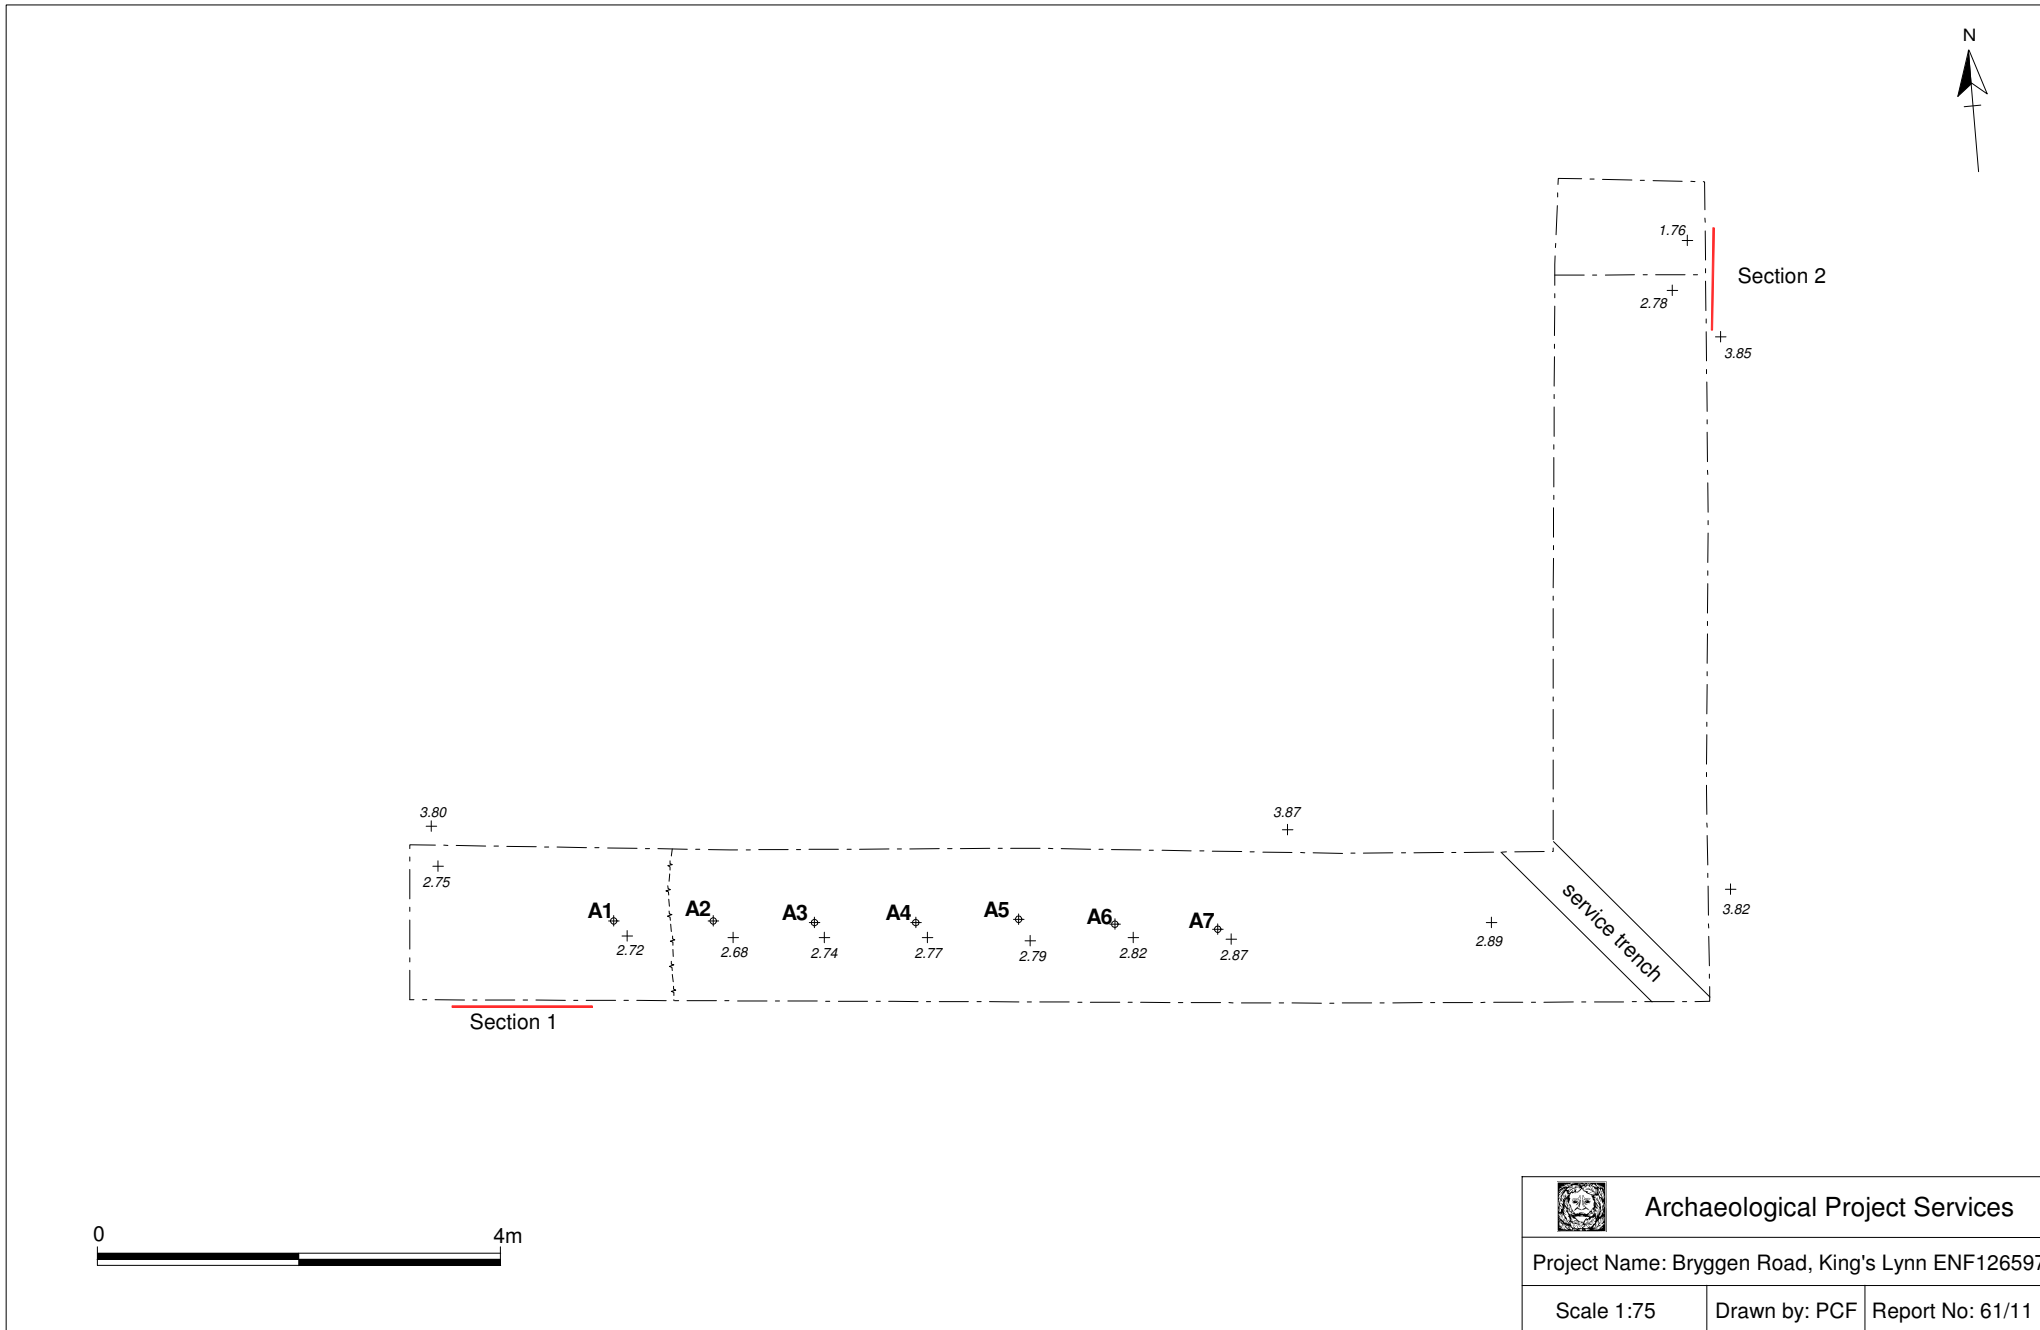 N
1.76
Section 2
2.78
3.85
3.80
3.87
2.75
service trench
3.82
A1
A2
A3
A4
A5
A6
A7
2.72
2.68
2.74
2.77
2.79
2.82
2.87
2.89
Section 1
0
4m
Archaeological Project Services
Project Name: Bryggen Road, King's Lynn ENF126597
Scale 1:75
Drawn by: PCF
Report No: 61/11